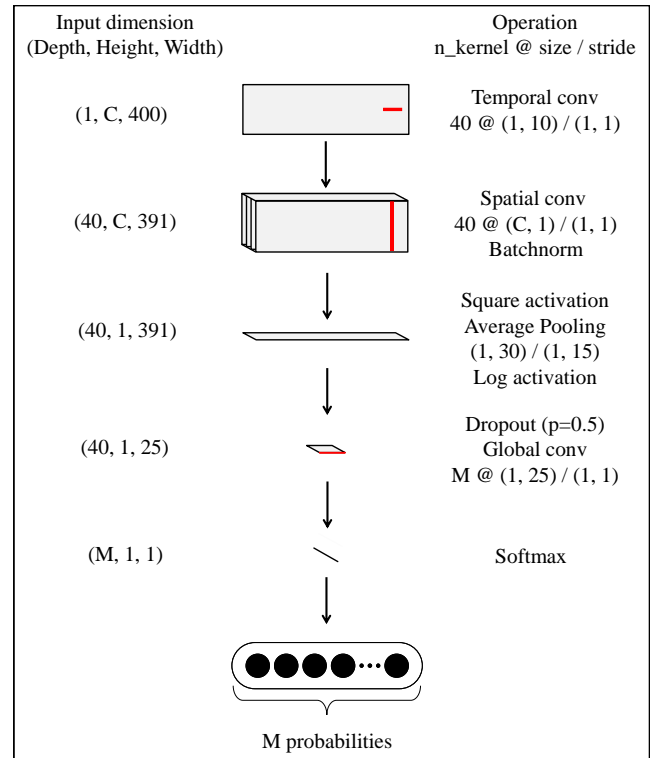 Input dimension
(Depth, Height, Width)
Operation
n_kernel @ size / stride
(1, C, 400)
Temporal conv
40 @ (1, 10) / (1, 1)
(40, C, 391)
Spatial conv
40 @ (C, 1) / (1, 1)
Batchnorm
(40, 1, 391)
Square activation
Average Pooling
(1, 30) / (1, 15)
Log activation
(40, 1, 25)
Dropout (p=0.5)
Global conv
M @ (1, 25) / (1, 1)
(M, 1, 1)
Softmax
M probabilities